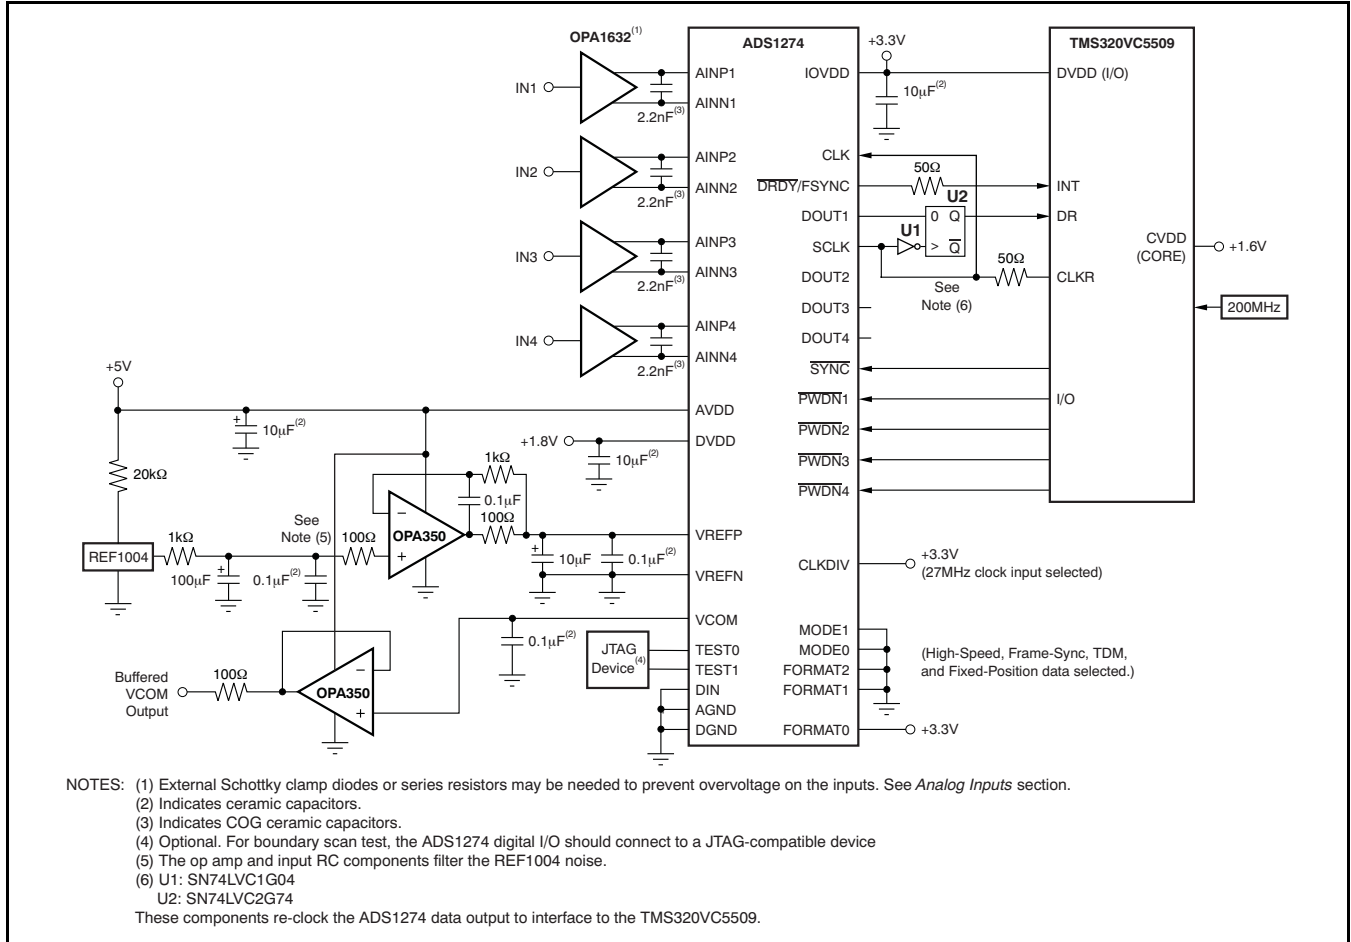 OPA1632(1)
IN1
2.2nF(3)
IN2
2.2nF(3)
IN3
2.2nF(3)
IN4
2.2nF(3)
ADS1274
AINP1
AINN1
AINP2
AINN2
AINP3
AINN3
AINP4
AINN4
AVDD
DVDD
VREFP
VREFN
VCOM
TEST0
TEST1
DIN
AGND
DGND
IOVDD
CLK
DRDY/FSYNC
DOUT1
SCLK
DOUT2
DOUT3
DOUT4
SYNC
PWDN1
PWDN2
PWDN3
PWDN4
CLKDIV
MODE1
MODE0
FORMAT2
FORMAT1
FORMAT0
+3.3V
10μF(2)
50Ω
U2
0 Q
U1
> Q
50Ω
See
Note (6)
TMS320VC5509
DVDD (I/O)
INT
DR
CLKR
I/O
CVDD
(CORE)
+1.6V
200MHz
+5V
+
10μF(2)
+1.8V
10μF(2)
20kΩ
REF1004
1kΩ
+
100μF
0.1μF(2)
See
Note (5)
100Ω
−
+
OPA350
1kΩ
0.1μF
100Ω
+
10μF
0.1μF(2)
0.1μF(2)
Buffered
VCOM
Output
100Ω
−
+
OPA350
JTAG
Device(4)
+3.3V
(27MHz clock input selected)
(High-Speed, Frame-Sync, TDM,
and Fixed-Position data selected.)
+3.3V
NOTES: (1) External Schottky clamp diodes or series resistors may be needed to prevent overvoltage on the inputs. See Analog Inputs section.
(2) Indicates ceramic capacitors.
(3) Indicates COG ceramic capacitors.
(4) Optional. For boundary scan test, the ADS1274 digital I/O should connect to a JTAG-compatible device
(5) The op amp and input RC components filter the REF1004 noise.
(6) U1: SN74LVC1G04
U2: SN74LVC2G74
These components re-clock the ADS1274 data output to interface to the TMS320VC5509.